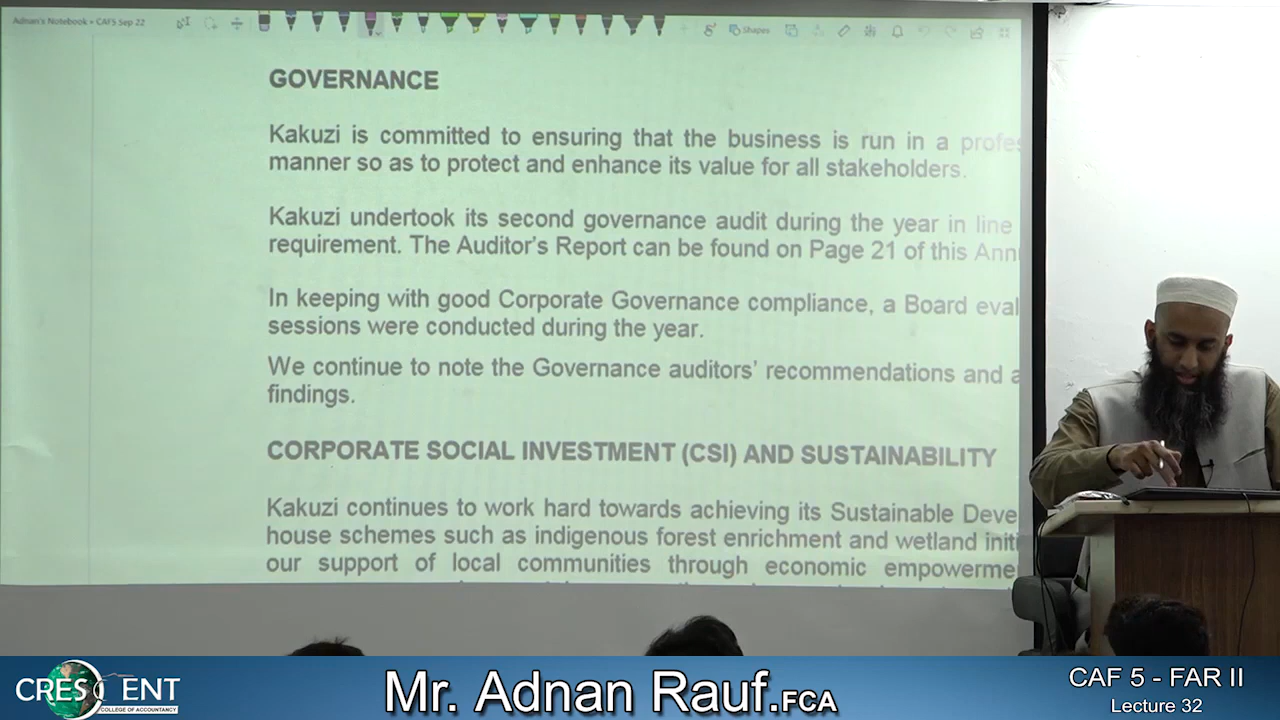 Adnan's Notebook • CAF5 Sep 22
Shapes
GOVERNANCE
Kakuzi is committed to ensuring that the business is run in a
manner so as to protect and enhance its value for all stakeholders.
Kakuzi undertook its second governance audit during the year in line
requirement. The Auditor's Report can be found on Page 21 of this
In keeping with good Corporate Governance compliance, a Board
sessions were conducted during the year.
We continue to note the Governance auditors' recommendations and
findings.
CORPORATE SOCIAL INVESTMENT (CSI) AND SUSTAINABILITY
Kakuzi continues to work hard towards achieving its Sustainable
house schemes such as indigenous forest enrichment and wetland
our support of local communities through economic
CRESCENT
COLLEGE OF ACCOUNTANCY
Mr. Adnan Rauf.FCA
CAF 5 - FAR II
Lecture 32